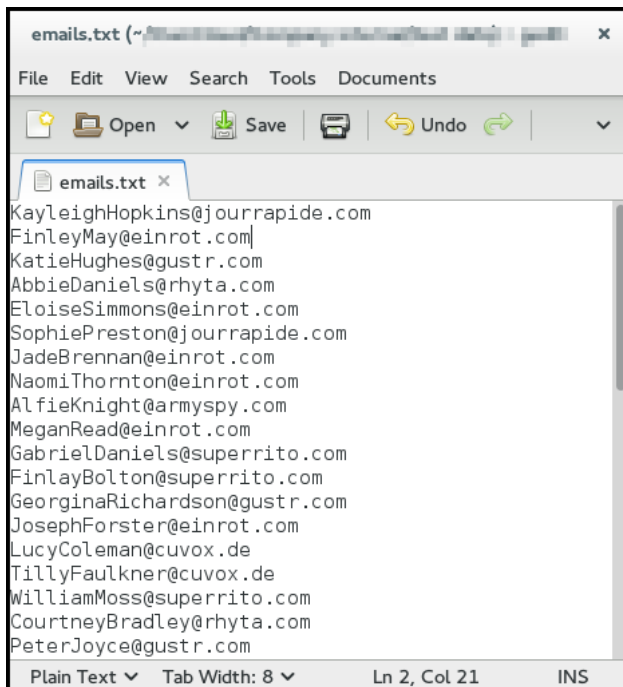 emails.txt (~/
File Edit View Search Tools Documents
Open Save Undo
emails.txt
KayleighHopkins@jourrapide.com
FinleyMay@einrot.com
KatieHughes@gustr.com
AbbieDaniels@rhyta.com
EloiseSimmons@einrot.com
SophiePreston@jourrapide.com
JadeBrennan@einrot.com
NaomiThornton@einrot.com
AlfieKnight@armyspy.com
MeganRead@einrot.com
GabrielDaniels@superrito.com
FinlayBolton@superrito.com
GeorginaRichardson@gustr.com
JosephForster@einrot.com
LucyColeman@cuvox.de
TillyFaulkner@cuvox.de
WilliamMoss@superrito.com
CourtneyBradley@rhyta.com
PeterJoyce@gustr.com
Plain Text Tab Width: 8 Ln 2, Col 21 INS